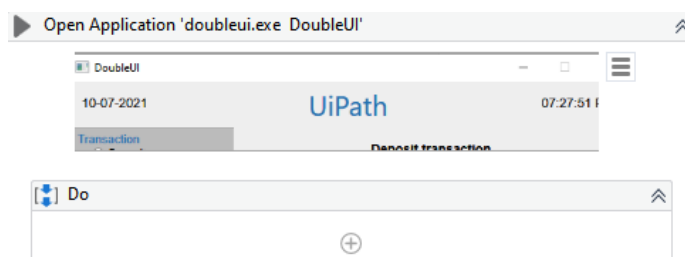 Open Application 'doubleui.exe DoubleUI'
DoubleUI
10-07-2021 UiPath 07:27:51
Transaction
Deposit transaction
Do